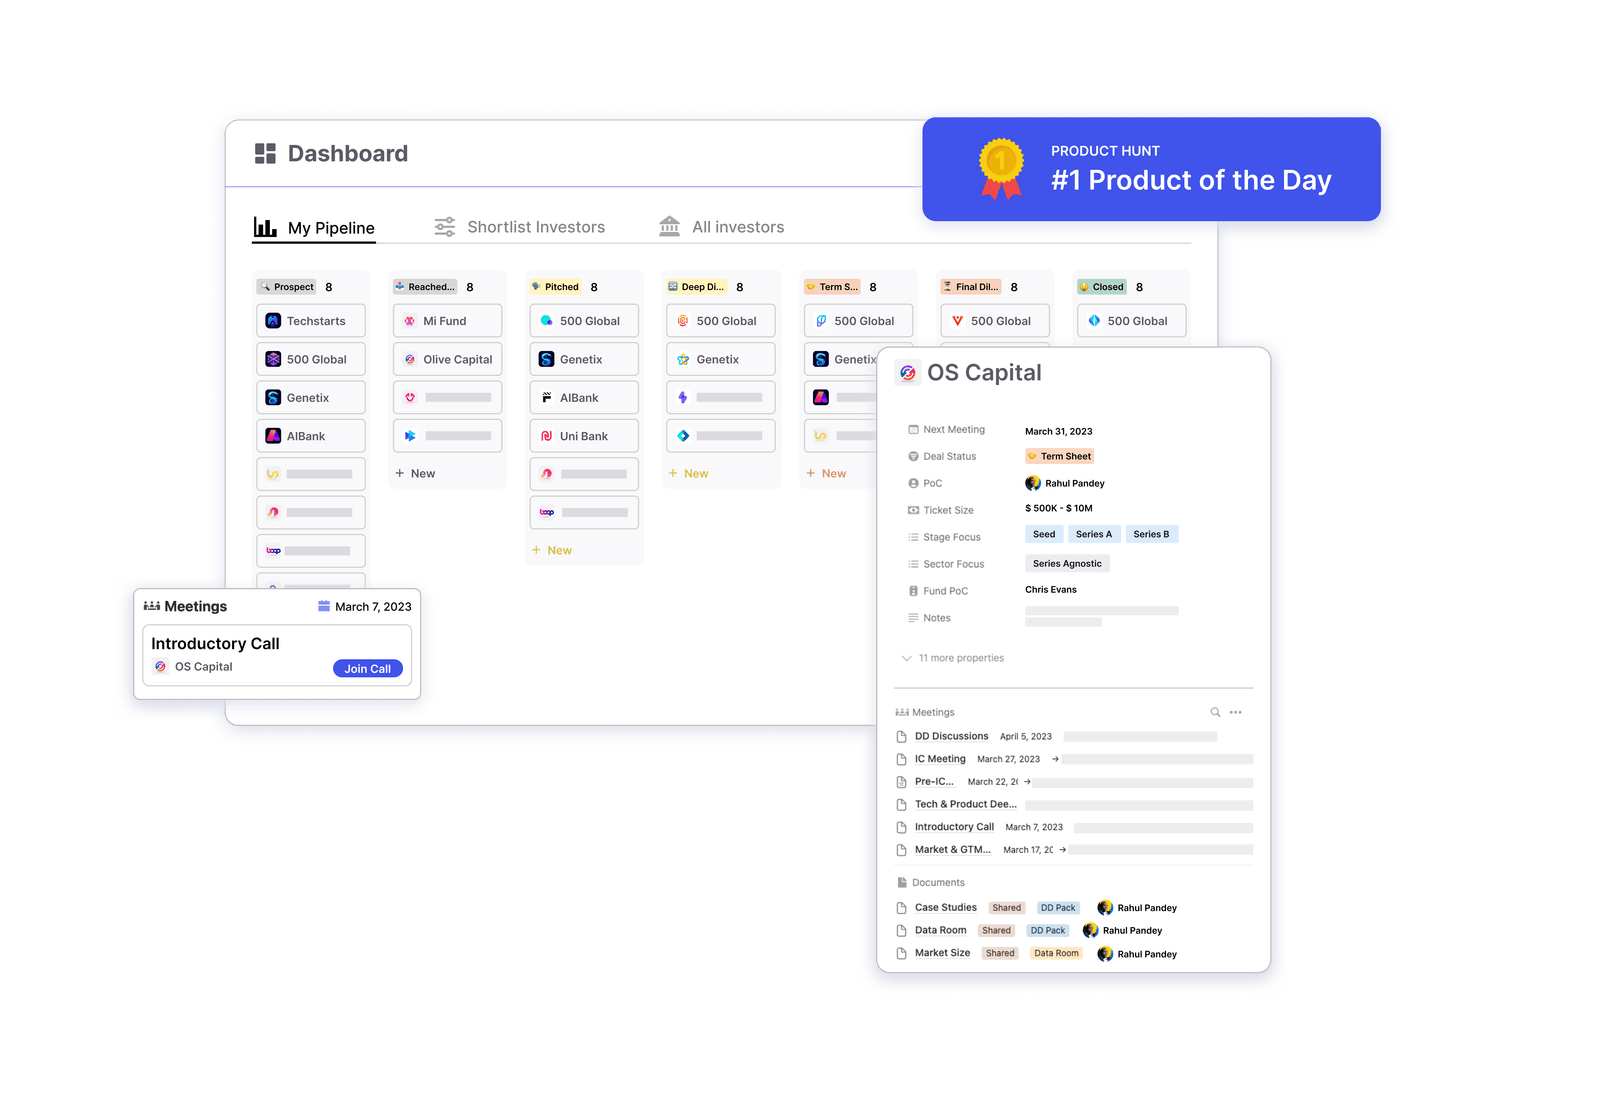 Dashboard
PRODUCT HUNT
#1 Product of the Day
My Pipeline
Shortlist Investors
All investors
Prospect 8
Techstarts
500 Global
Genetix
AIBank
boop
Reached... 8
Mi Fund
Olive Capital
+ New
Pitched 8
500 Global
Genetix
AIBank
Uni Bank
boop
+ New
Deep Di... 8
500 Global
Genetix
+ New
Term S... 8
500 Global
Genetix
+ New
Final Dil... 8
500 Global
Closed 8
500 Global
Meetings March 7, 2023
Introductory Call
OS Capital
Join Call
OS Capital
Next Meeting March 31, 2023
Deal Status Term Sheet
PoC Rahul Pandey
Ticket Size $ 500K - $ 10M
Stage Focus Seed Series A Series B
Sector Focus Series Agnostic
Fund PoC Chris Evans
Notes
11 more properties
Meetings
DD Discussions April 5, 2023
IC Meeting March 27, 2023 →
Pre-IC... March 22, 2( →
Tech & Product Dee...
Introductory Call March 7, 2023
Market & GTM... March 17, 2( →
Documents
Case Studies Shared DD Pack Rahul Pandey
Data Room Shared DD Pack Rahul Pandey
Market Size Shared Data Room Rahul Pandey